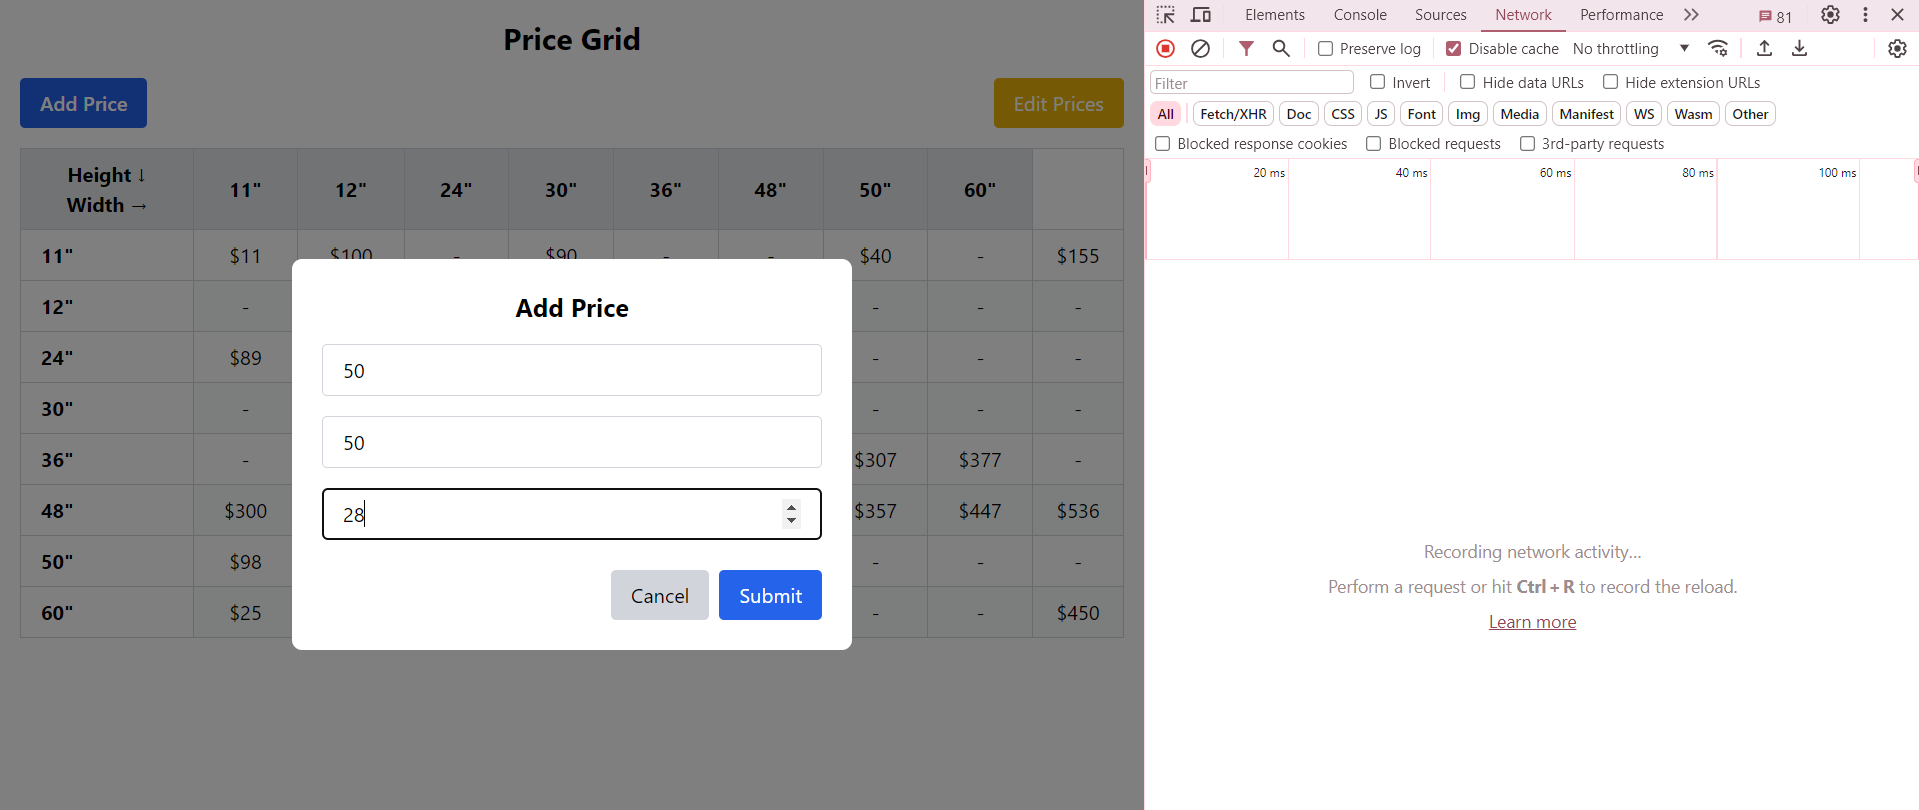 Price Grid
Add Price
Edit Prices
Height ↓
Width →
11" 12" 24" 30" 36" 48" 50" 60"
11" $11 $100 - $90 - - $40 - $155
12" - - - -
24" $89 - - -
30" - - - -
36" - $307 $377 -
48" $300 $357 $447 $536
50" $98 - - -
60" $25 - - $450
Add Price
50
50
28
Cancel Submit
Elements Console Sources Network Performance 81
Preserve log Disable cache No throttling
Filter Invert Hide data URLs Hide extension URLs
All Fetch/XHR Doc CSS JS Font Img Media Manifest WS Wasm Other
Blocked response cookies Blocked requests 3rd-party requests
20 ms 40 ms 60 ms 80 ms 100 ms
Recording network activity...
Perform a request or hit Ctrl + R to record the reload.
Learn more